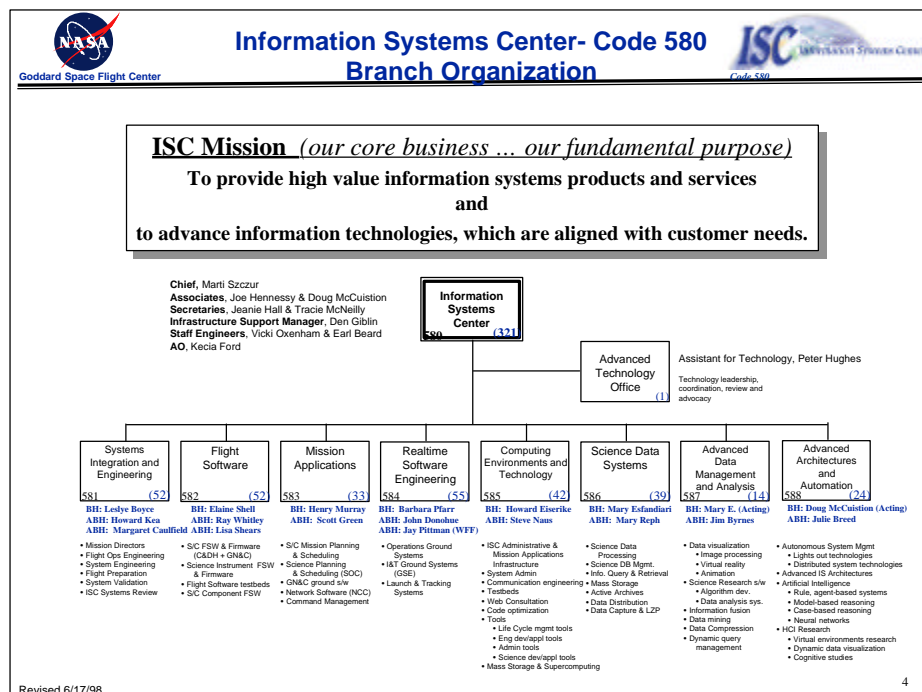 NASA
Goddard Space Flight Center
Information Systems Center- Code 580
Branch Organization
ISC Information Systems Center
Code 580
ISC Mission (our core business ... our fundamental purpose)
To provide high value information systems products and services
and
to advance information technologies, which are aligned with customer needs.
Chief, Marti Szczur
Associates, Joe Hennessy & Doug McCuistion
Secretaries, Jeanie Hall & Tracie McNeilly
Infrastructure Support Manager, Den Giblin
Staff Engineers, Vicki Oxenham & Earl Beard
AO, Kecia Ford
Information
Systems
Center
580 (321)
Advanced
Technology
Office
(1)
Assistant for Technology, Peter Hughes
Technology leadership,
coordination, review and
advocacy
Systems
Integration and
Engineering
581 (52)
BH: Leslye Boyce
ABH: Howard Kea
ABH: Margaret Caulfield
• Mission Directors
• Flight Ops Engineering
• System Engineering
• Flight Preparation
• System Validation
• ISC Systems Review
Flight
Software
582 (52)
BH: Elaine Shell
ABH: Ray Whitley
ABH: Lisa Shears
• S/C FSW & Firmware
(C&DH + GN&C)
• Science Instrument FSW
& Firmware
• Flight Software testbeds
• S/C Component FSW
Mission
Applications
583 (33)
BH: Henry Murray
ABH: Scott Green
• S/C Mission Planning
& Scheduling
• Science Planning
& Scheduling (SOC)
• GN&C ground s/w
• Network Software (NCC)
• Command Management
Realtime
Software
Engineering
584 (55)
BH: Barbara Pfarr
ABH: John Donohue
ABH: Jay Pittman (WFF)
• Operations Ground
Systems
• I&T Ground Systems
(GSE)
• Launch & Tracking
Systems
Computing
Environments and
Technology
585 (42)
BH: Howard Eiserike
ABH: Steve Naus
• ISC Administrative &
Mission Applications
Infrastructure
• System Admin
• Communication engineering
• Testbeds
• Web Consultation
• Code optimization
• Tools
• Life Cycle mgmt tools
• Eng dev/appl tools
• Admin tools
• Science dev/appl tools
• Mass Storage & Supercomputing
Science Data
Systems
586 (39)
BH: Mary Esfandiari
ABH: Mary Reph
• Science Data
Processing
• Science DB Mgmt.
• Info. Query & Retrieval
• Mass Storage
• Active Archives
• Data Distribution
• Data Capture & LZP
Advanced
Data
Management
and Analysis
587 (14)
BH: Mary E. (Acting)
ABH: Jim Byrnes
• Data visualization
• Image processing
• Virtual reality
• Animation
• Science Research s/w
• Algorithm dev.
• Data analysis sys.
• Information fusion
• Data mining
• Data Compression
• Dynamic query
management
Advanced
Architectures
and
Automation
588 (24)
BH: Doug McCuistion (Acting)
ABH: Julie Breed
• Autonomous System Mgmt
• Lights out technologies
• Distributed system technologies
• Advanced IS Architectures
• Artificial Intelligence
• Rule, agent-based systems
• Model-based reasoning
• Case-based reasoning
• Neural networks
• HCI Research
• Virtual environments research
• Dynamic data visualization
• Cognitive studies
Revised 6/17/98
4